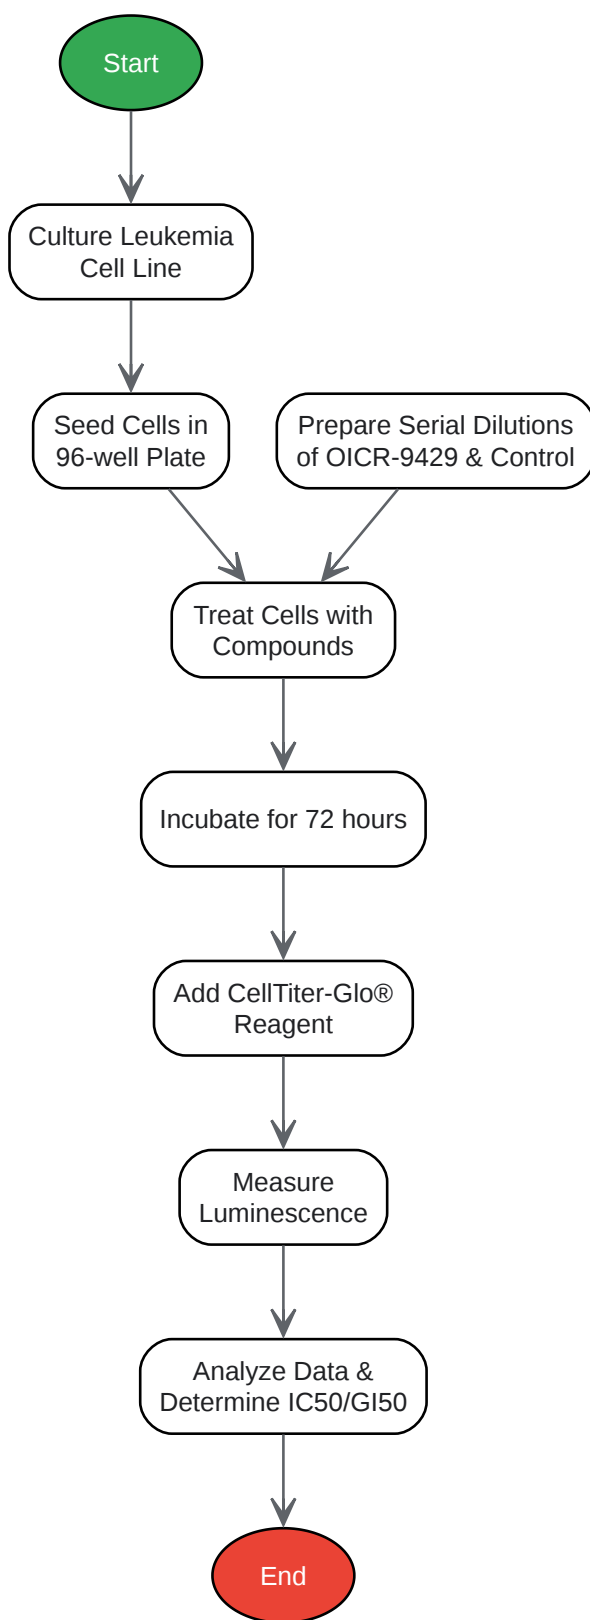 Start
Culture Leukemia
Cell Line
Seed Cells in
96-well Plate
Prepare Serial Dilutions
of OICR-9429 & Control
Treat Cells with
Compounds
Incubate for 72 hours
Add CellTiter-Glo®
Reagent
Measure
Luminescence
Analyze Data &
Determine IC50/GI50
End